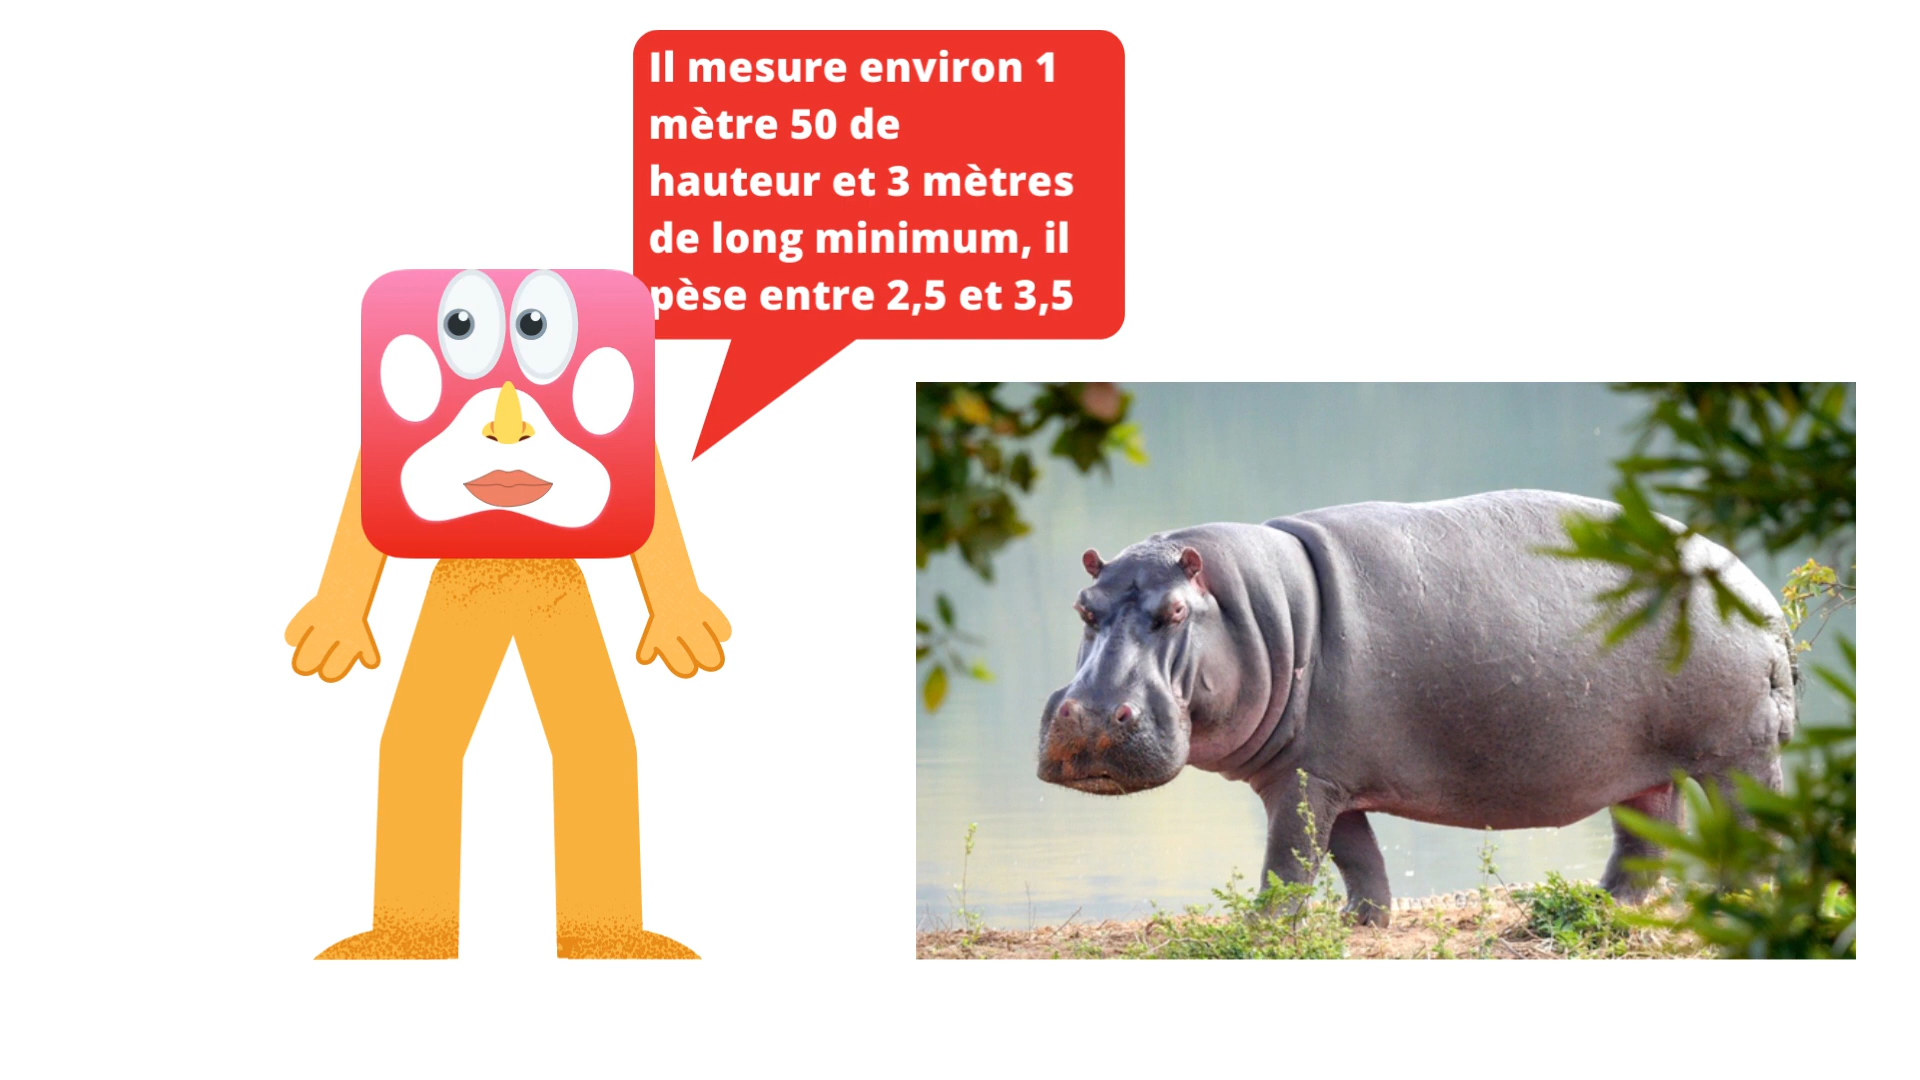 Il mesure environ 1
mètre 50 de
hauteur et 3 mètres
de long minimum, il
pèse entre 2,5 et 3,5